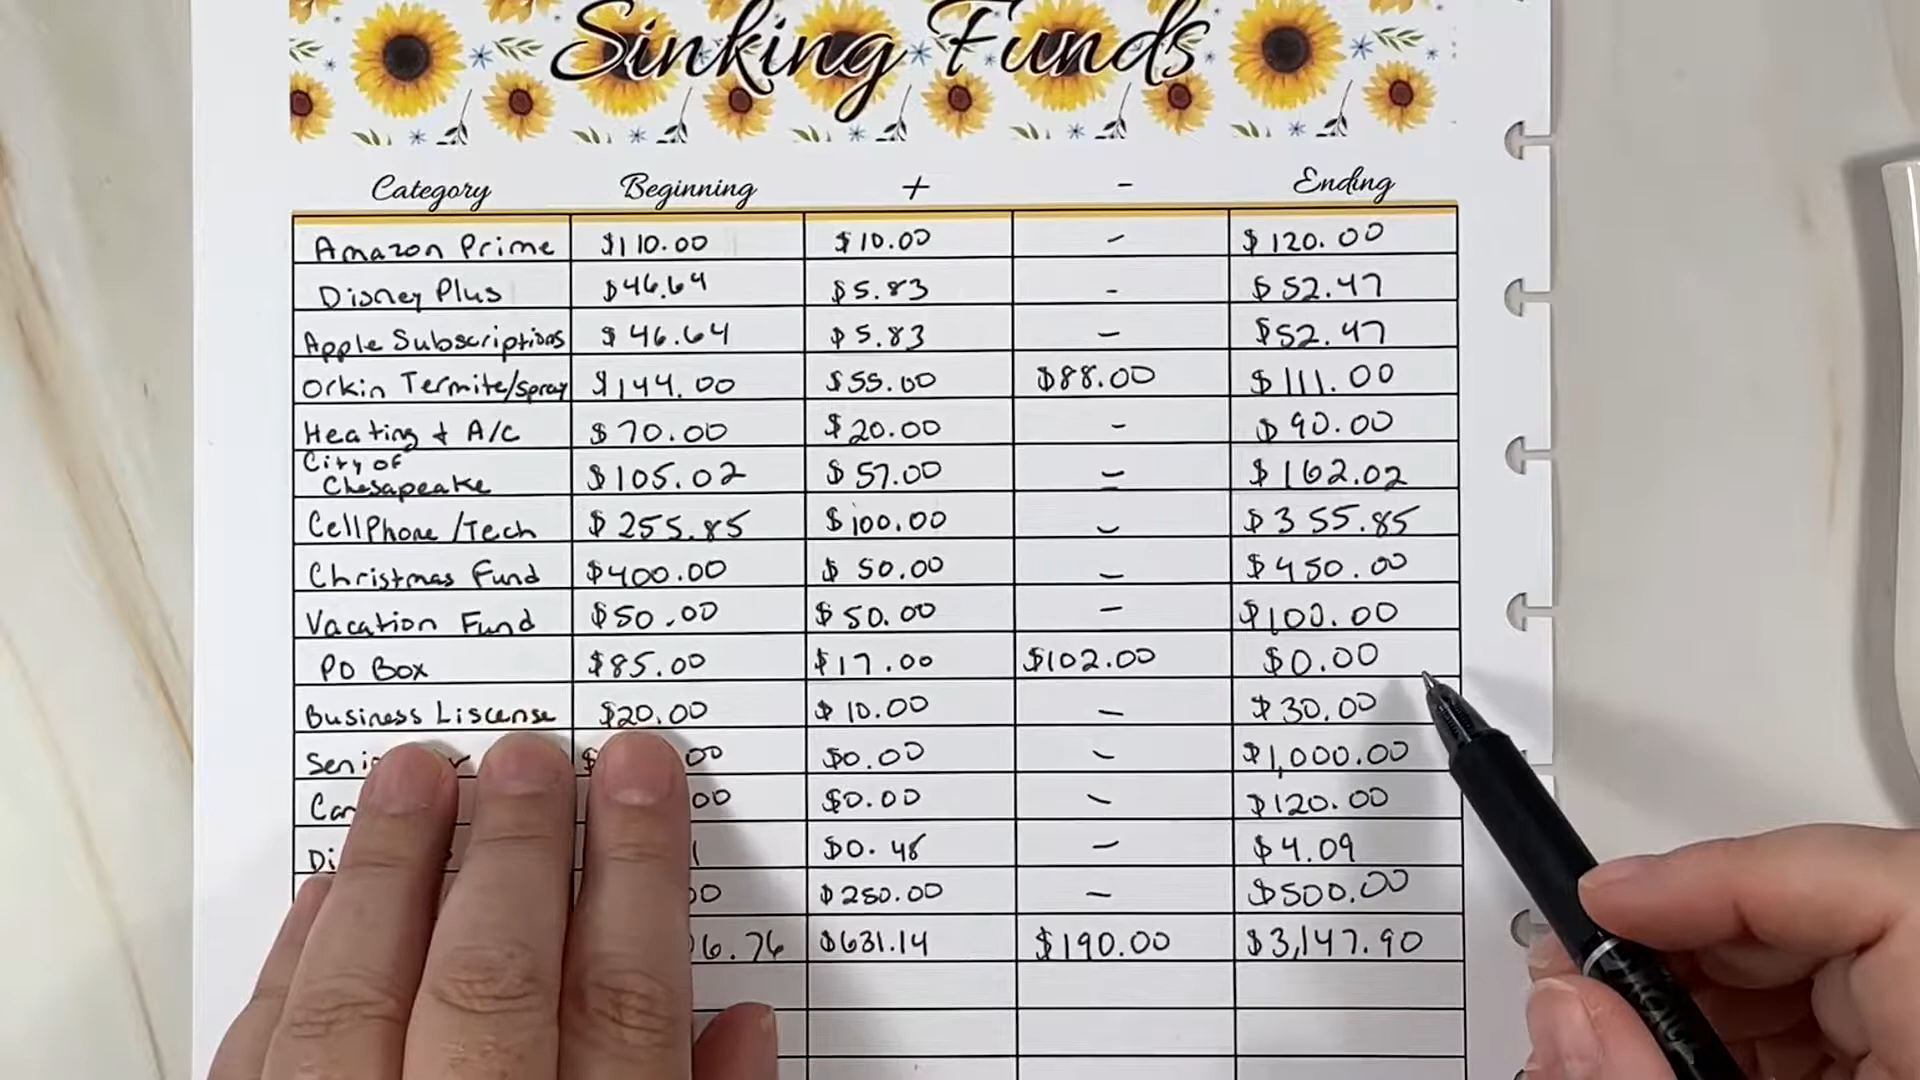 Sinking Funds
Category Beginning + - Ending
Amazon Prime $110.00 $10.00 - $120.00
Disney Plus $46.64 $5.83 - $52.47
Apple Subscriptions $46.64 $5.83 - $52.47
Orkin Termite/spray $144.00 $55.00 $88.00 $111.00
Heating & A/C $70.00 $20.00 - $90.00
City of
Chesapeake $105.02 $57.00 - $162.02
CellPhone/Tech $255.85 $100.00 - $355.85
Christmas Fund $400.00 $50.00 - $450.00
Vacation Fund $50.00 $50.00 - $100.00
PO Box $85.00 $17.00 $102.00 $0.00
Business Liscense $20.00 $10.00 - $30.00
$0.00 - $1,000.00
$0.00 - $120.00
$0.48 - $4.09
$250.00 - $500.00
6.76 $631.14 $190.00 $3,147.90